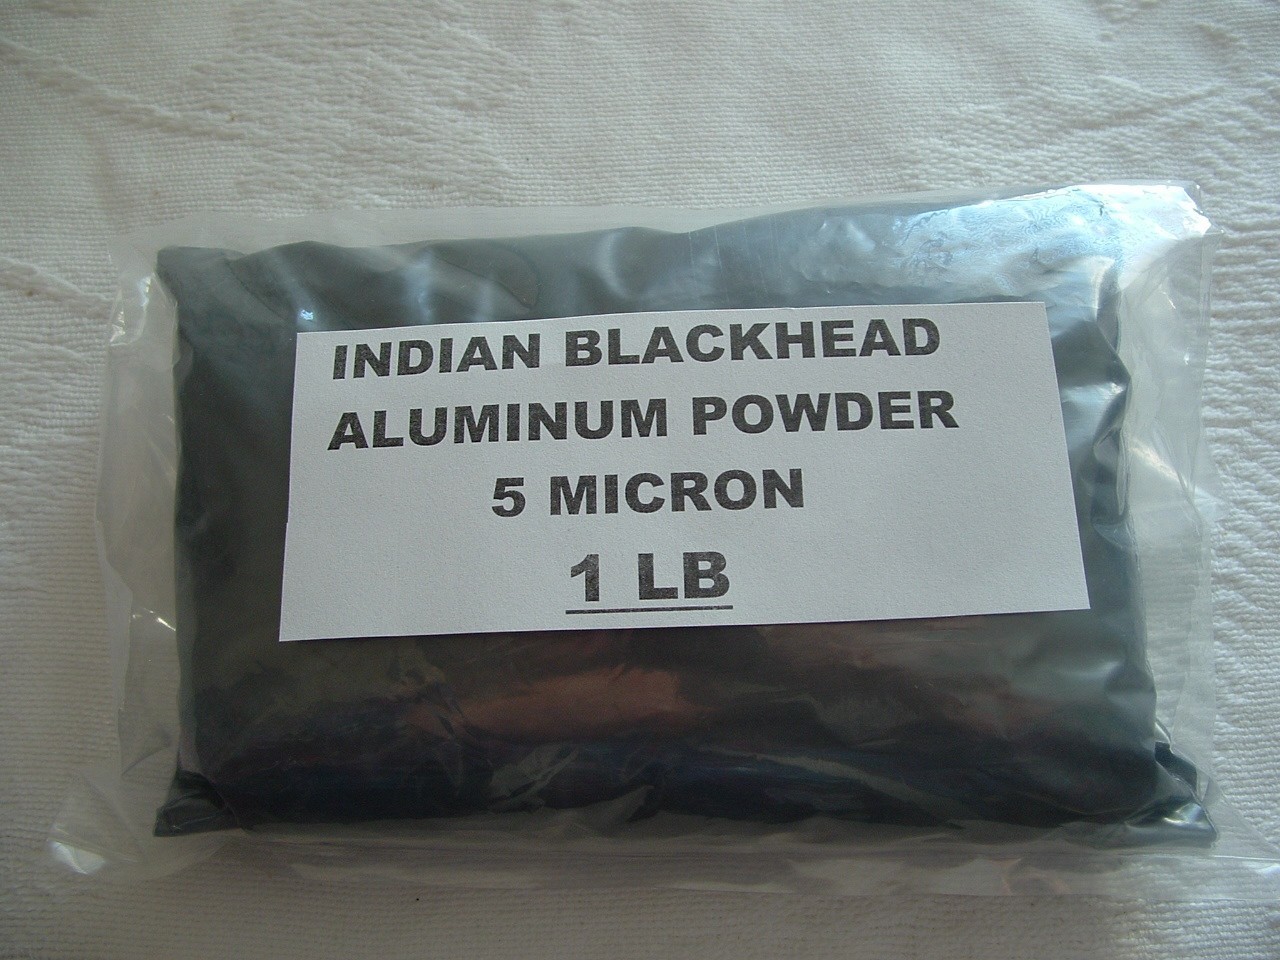 INDIAN BLACKHEAD
ALUMINUM POWDER
5 MICRON
1 LB